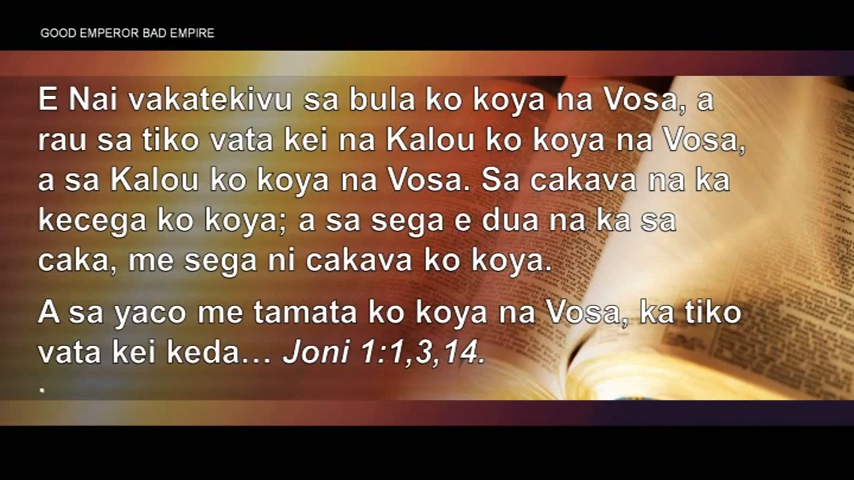 GOOD EMPEROR BAD EMPIRE
E Nai vakatekivu sa bula ko koya na Vosa, a
rau sa tiko vata kei na Kalou ko koya na Vosa,
a sa Kalou ko koya na Vosa. Sa cakava na ka
kecega ko koya; a sa sega e dua na ka sa
caka, me sega ni cakava ko koya.
A sa yaco me tamata ko koya na Vosa, ka tiko
vata kei keda… Joni 1:1,3,14.
.